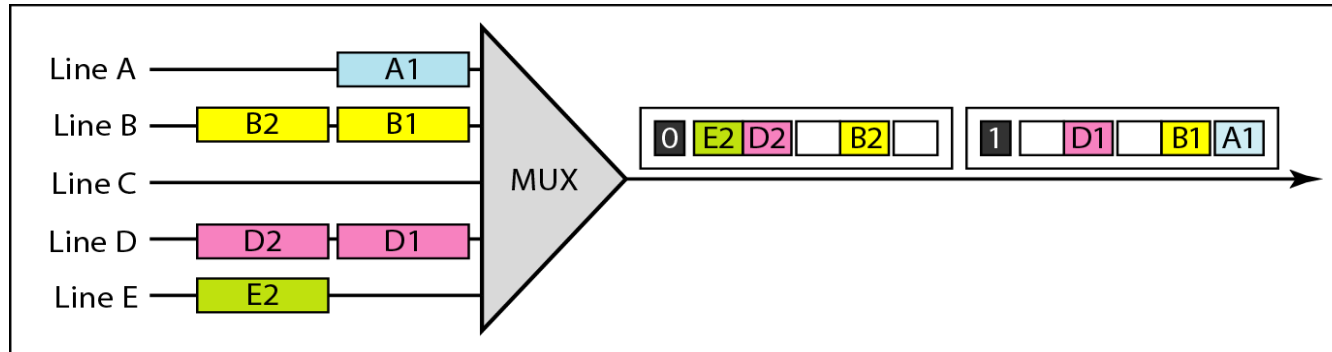 Line A A1
Line B B2 B1
0 E2 D2 B2 1 D1 B1 A1
Line C MUX
Line D D2 D1
Line E E2